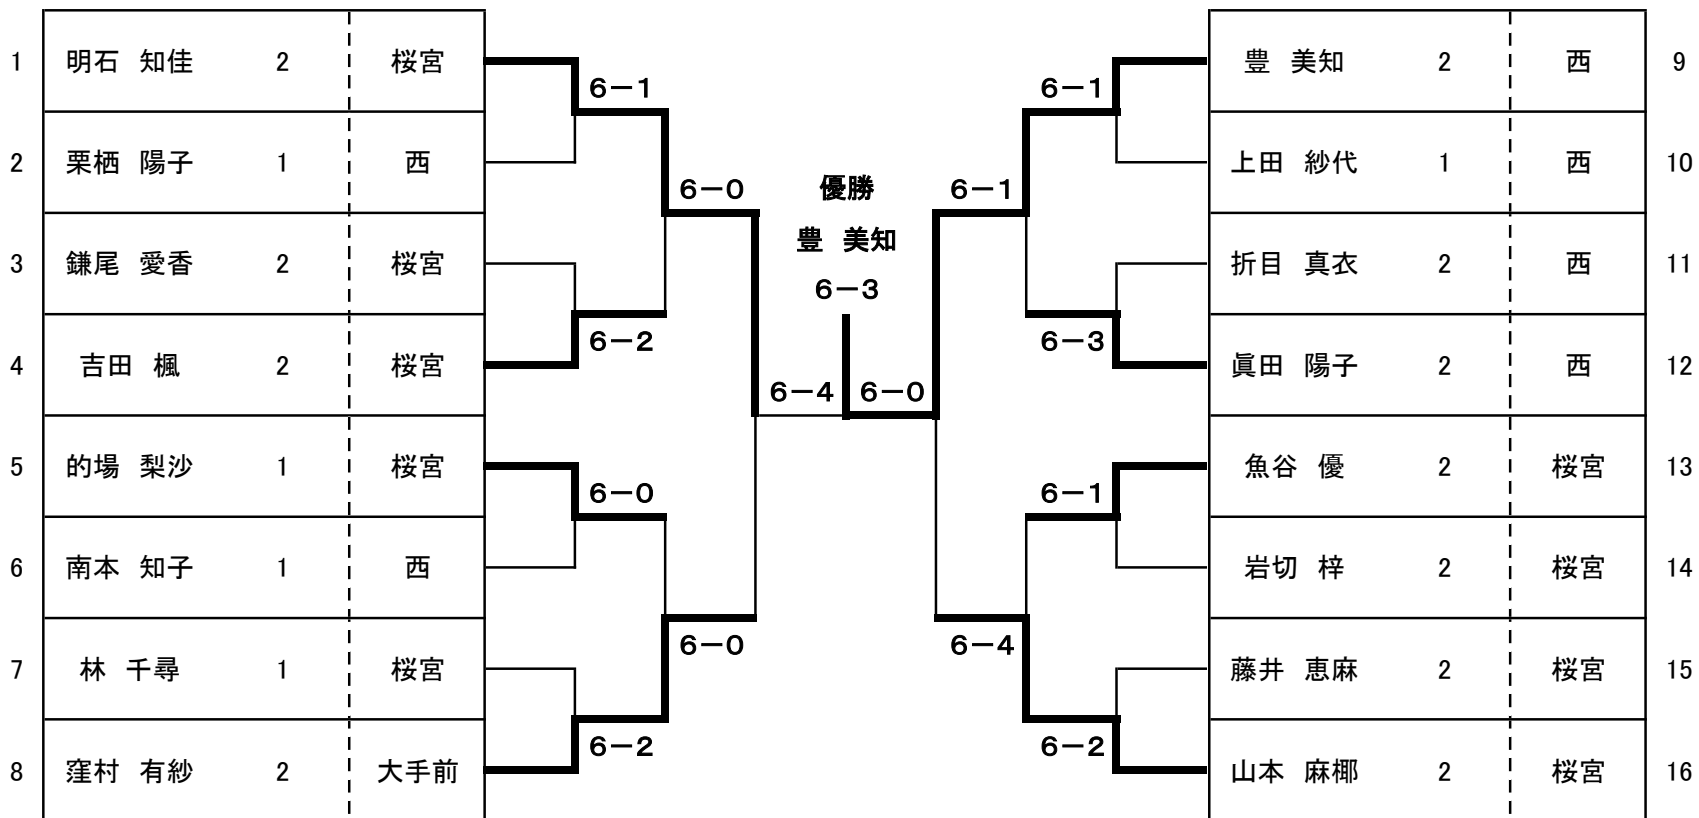 1 明石 知佳 2 桜宮
2 栗栖 陽子 1 西
3 鎌尾 愛香 2 桜宮
4 吉田 楓 2 桜宮
5 的場 梨沙 1 桜宮
6 南本 知子 1 西
7 林 千尋 1 桜宮
8 窪村 有紗 2 大手前
6-1
6-2
6-0
6-2
6-0
6-0
6-4
優勝
豊 美知
6-3
6-0
6-1
6-4
6-1
6-3
6-1
6-2
豊 美知 2 西 9
上田 紗代 1 西 10
折目 真衣 2 西 11
眞田 陽子 2 西 12
魚谷 優 2 桜宮 13
岩切 梓 2 桜宮 14
藤井 恵麻 2 桜宮 15
山本 麻椰 2 桜宮 16